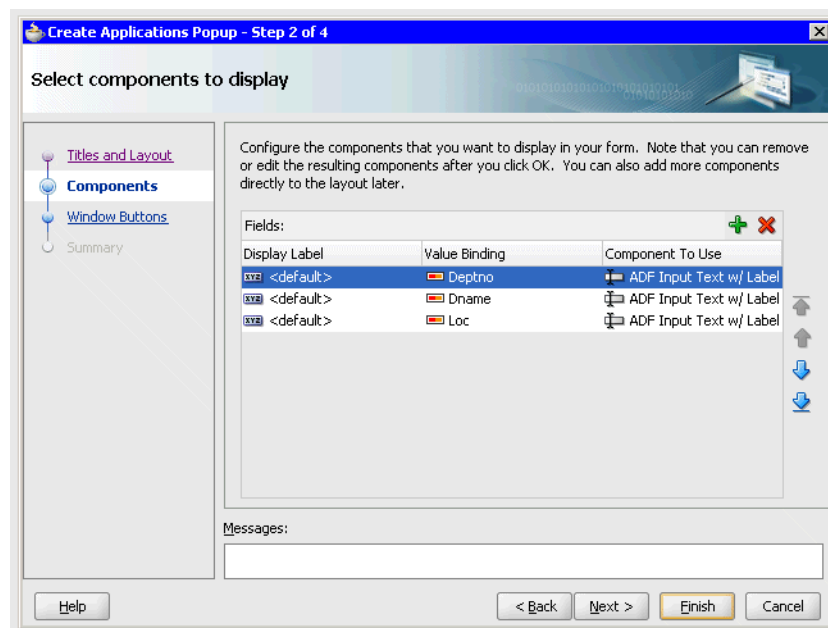 Create Applications Popup - Step 2 of 4
Select components to display
Titles and Layout
Components
Window Buttons
Summary
Configure the components that you want to display in your form. Note that you can remove
or edit the resulting components after you click OK. You can also add more components
directly to the layout later.
Fields:
Display Label Value Binding Component To Use
XYZ <default> Deptno ADF Input Text w/ Label
XYZ <default> Dname ADF Input Text w/ Label
XYZ <default> Loc ADF Input Text w/ Label
Messages:
Help < Back Next > Finish Cancel